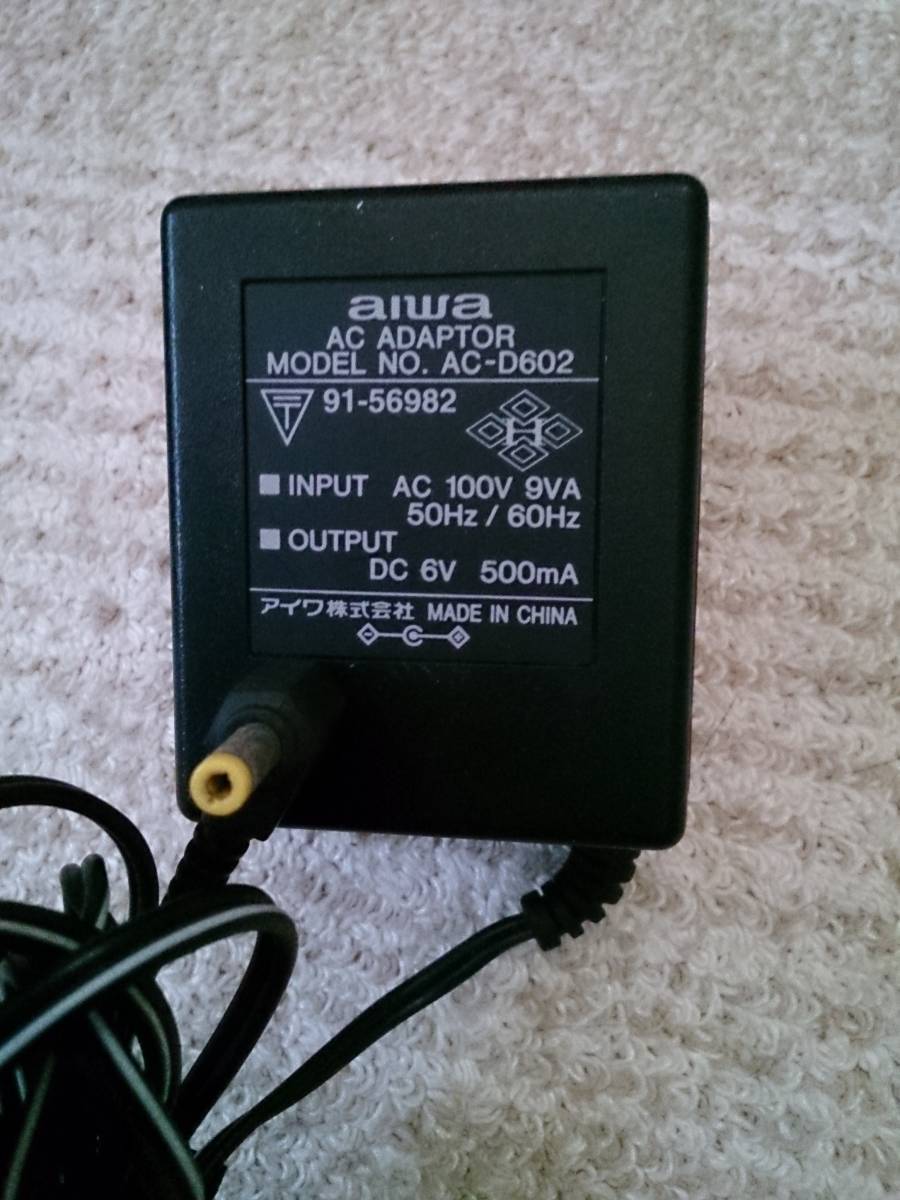 aiwa
AC ADAPTOR
MODEL NO. AC-D602
〒 91-56982
■ INPUT AC 100V 9VA
50Hz / 60Hz
■ OUTPUT
DC 6V 500mA
アイワ株式会社 MADE IN CHINA